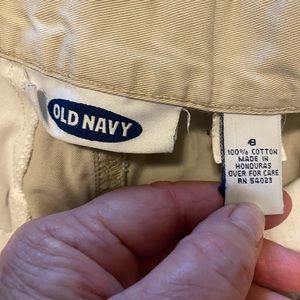 OLD NAVY
8
100% COTTON
MADE IN
HONDURAS
OVER FOR CARE
RN 54023